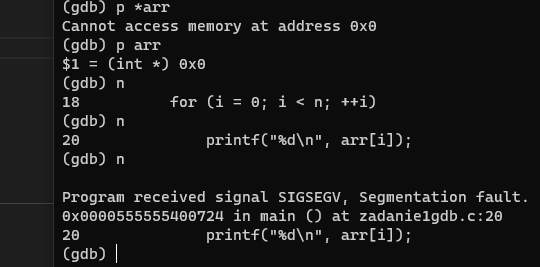 (gdb) p *arr
Cannot access memory at address 0x0
(gdb) p arr
$1 = (int *) 0x0
(gdb) n
18          for (i = 0; i < n; ++i)
(gdb) n
20              printf("%d\n", arr[i]);
(gdb) n

Program received signal SIGSEGV, Segmentation fault.
0x0000555555400724 in main () at zadanie1gdb.c:20
20              printf("%d\n", arr[i]);
(gdb)